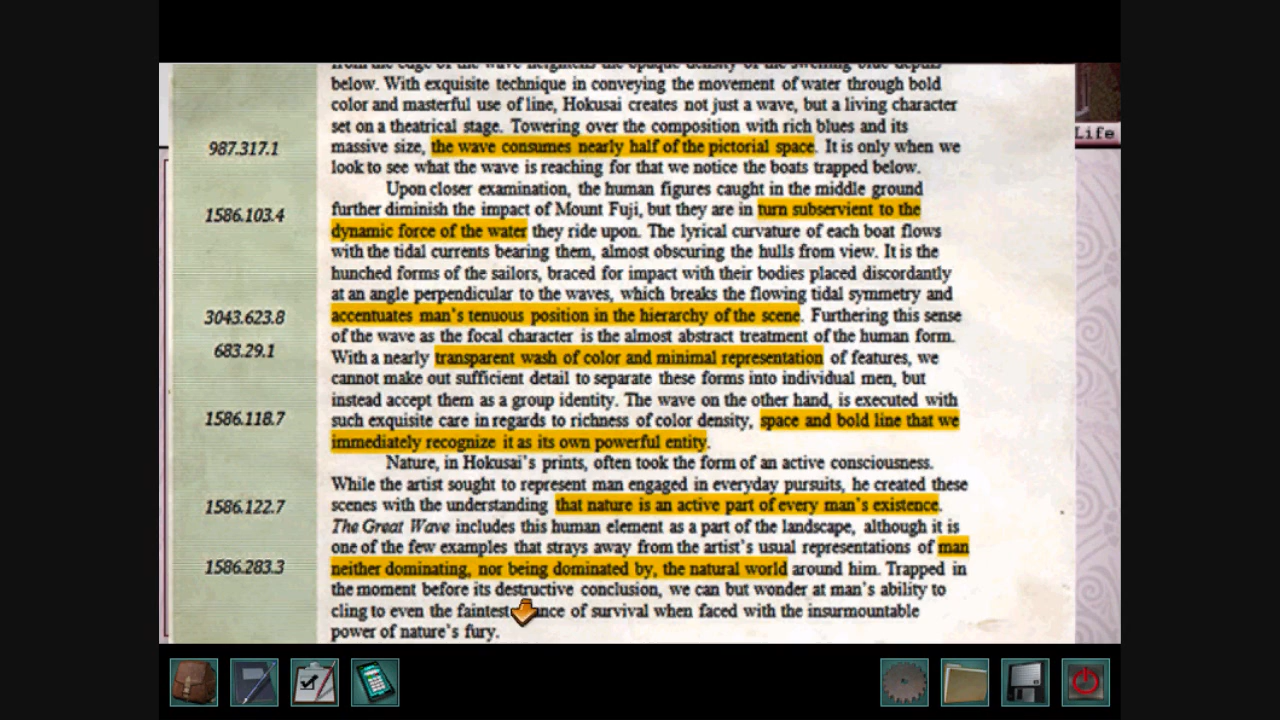 from the edge of the wave heightens the opaque density of the swelling blue depths
below. With exquisite technique in conveying the movement of water through bold
color and masterful use of line, Hokusai creates not just a wave, but a living character
set on a theatrical stage. Towering over the composition with rich blues and its
987.317.1 massive size, the wave consumes nearly half of the pictorial space. It is only when we
look to see what the wave is reaching for that we notice the boats trapped below.
Upon closer examination, the human figures caught in the middle ground
1586.103.4 further diminish the impact of Mount Fuji, but they are in turn subservient to the
dynamic force of the water they ride upon. The lyrical curvature of each boat flows
with the tidal currents bearing them, almost obscuring the hulls from view. It is the
hunched forms of the sailors, braced for impact with their bodies placed discordantly
at an angle perpendicular to the waves, which breaks the flowing tidal symmetry and
3043.623.8 accentuates man's tenuous position in the hierarchy of the scene. Furthering this sense
of the wave as the focal character is the almost abstract treatment of the human form.
683.29.1 With a nearly transparent wash of color and minimal representation of features, we
cannot make out sufficient detail to separate these forms into individual men, but
instead accept them as a group identity. The wave on the other hand, is executed with
1586.118.7 such exquisite care in regards to richness of color density, space and bold line that we
immediately recognize it as its own powerful entity.
Nature, in Hokusai's prints, often took the form of an active consciousness.
While the artist sought to represent man engaged in everyday pursuits, he created these
1586.122.7 scenes with the understanding that nature is an active part of every man's existence.
The Great Wave includes this human element as a part of the landscape, although it is
one of the few examples that strays away from the artist's usual representations of man
1586.283.3 neither dominating, nor being dominated by, the natural world around him. Trapped in
the moment before its destructive conclusion, we can but wonder at man's ability to
cling to even the faintest of survival when faced with the insurmountable
power of nature's fury.
Life